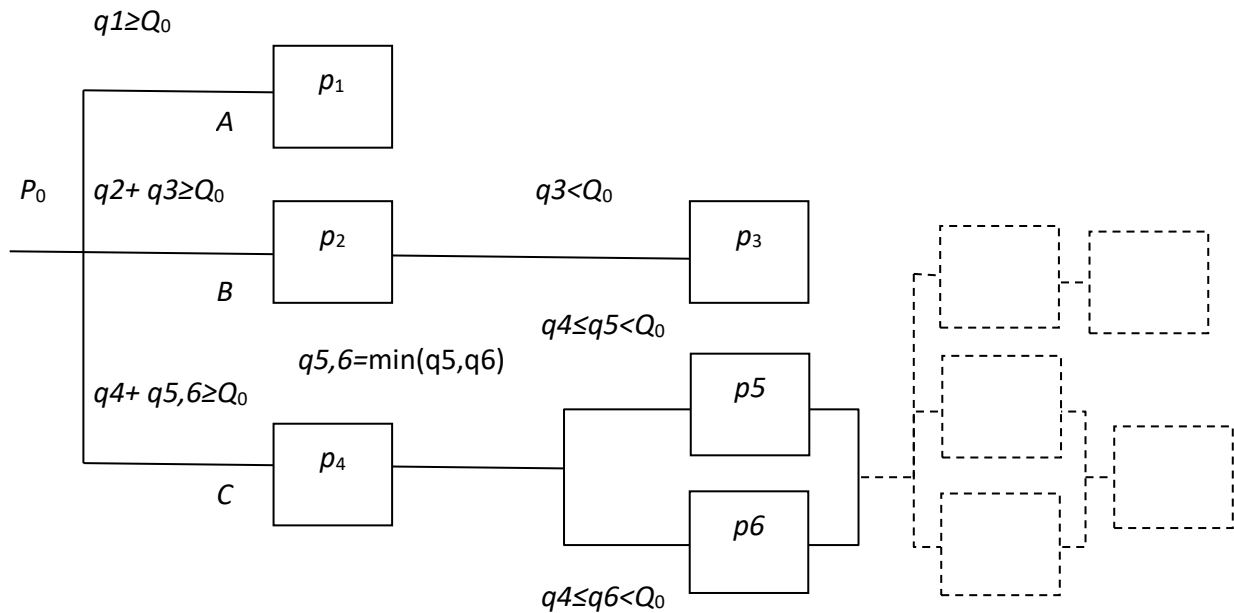 q1≥Q₀
p₁
A
P₀
q2+ q3≥Q₀
q3<Q₀
p₂
p₃
B
q4≤q5<Q₀
q5,6=min(q5,q6)
q4+ q5,6≥Q₀
p5
p₄
C
p6
q4≤q6<Q₀